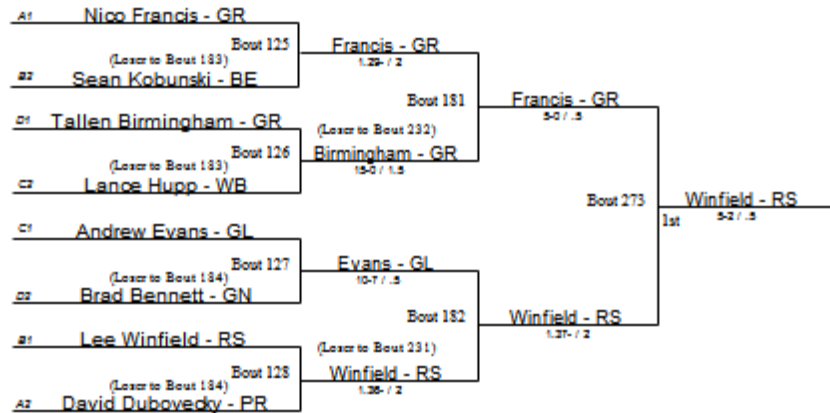 A1 Nico Francis - GR
Bout 125
(Loser to Bout 183)
B2 Sean Kobunski - BE
Francis - GR
1.29- / 2
D1 Tallen Birmingham - GR
Bout 126
(Loser to Bout 183)
C2 Lance Hupp - WB
Bout 181
(Loser to Bout 232)
Birmingham - GR
15-0 / 1.5
Francis - GR
5-0 / .5
C1 Andrew Evans - GL
Bout 127
(Loser to Bout 184)
D2 Brad Bennett - GN
Evans - GL
10-7 / .5
B1 Lee Winfield - RS
Bout 128
(Loser to Bout 184)
A2 David Dubovecky - PR
Bout 182
(Loser to Bout 231)
Winfield - RS
1.26- / 2
Winfield - RS
1.37- / 2
Bout 273
Winfield - RS
1st
5-2 / .5